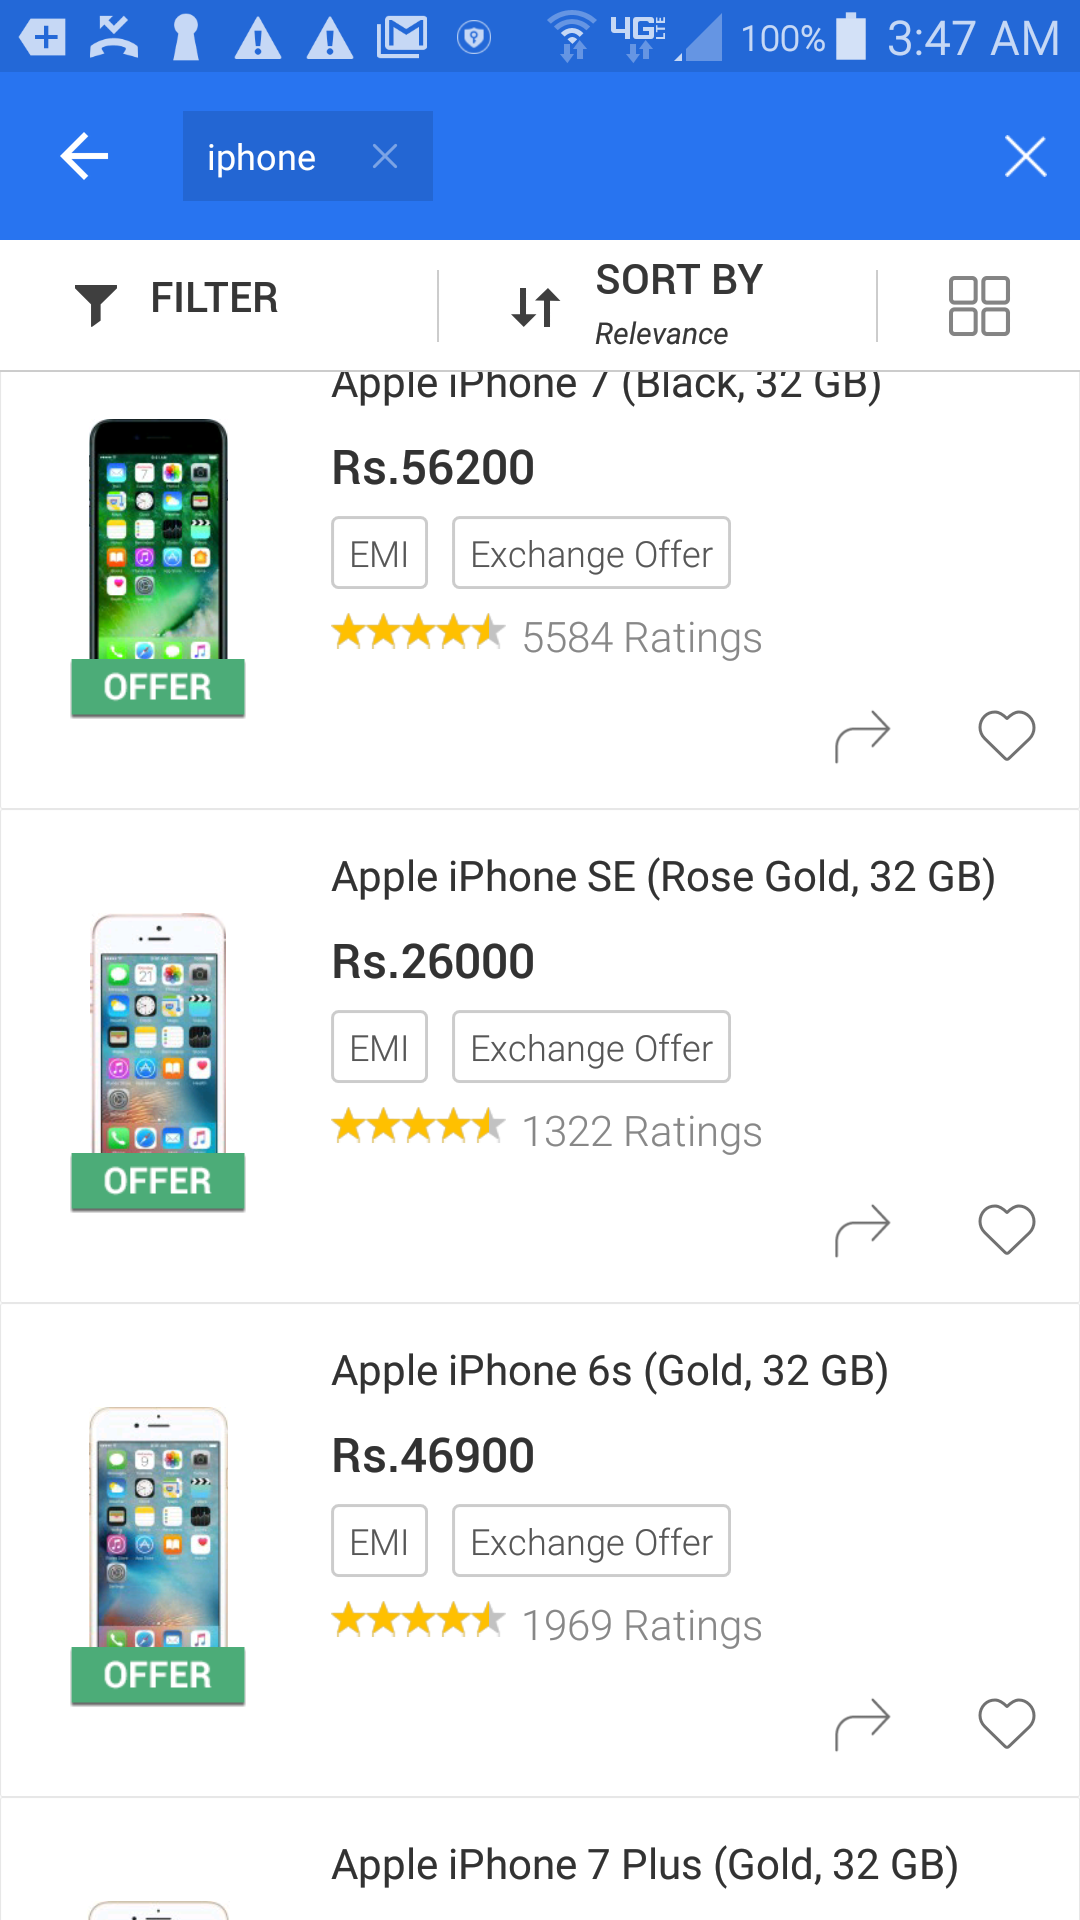 4G LTE 100% 3:47 AM
iphone
FILTER
SORT BY
Relevance
Apple iPhone 7 (Black, 32 GB)
Rs.56200
EMI Exchange Offer
5584 Ratings
OFFER
Apple iPhone SE (Rose Gold, 32 GB)
Rs.26000
EMI Exchange Offer
1322 Ratings
OFFER
Apple iPhone 6s (Gold, 32 GB)
Rs.46900
EMI Exchange Offer
1969 Ratings
OFFER
Apple iPhone 7 Plus (Gold, 32 GB)